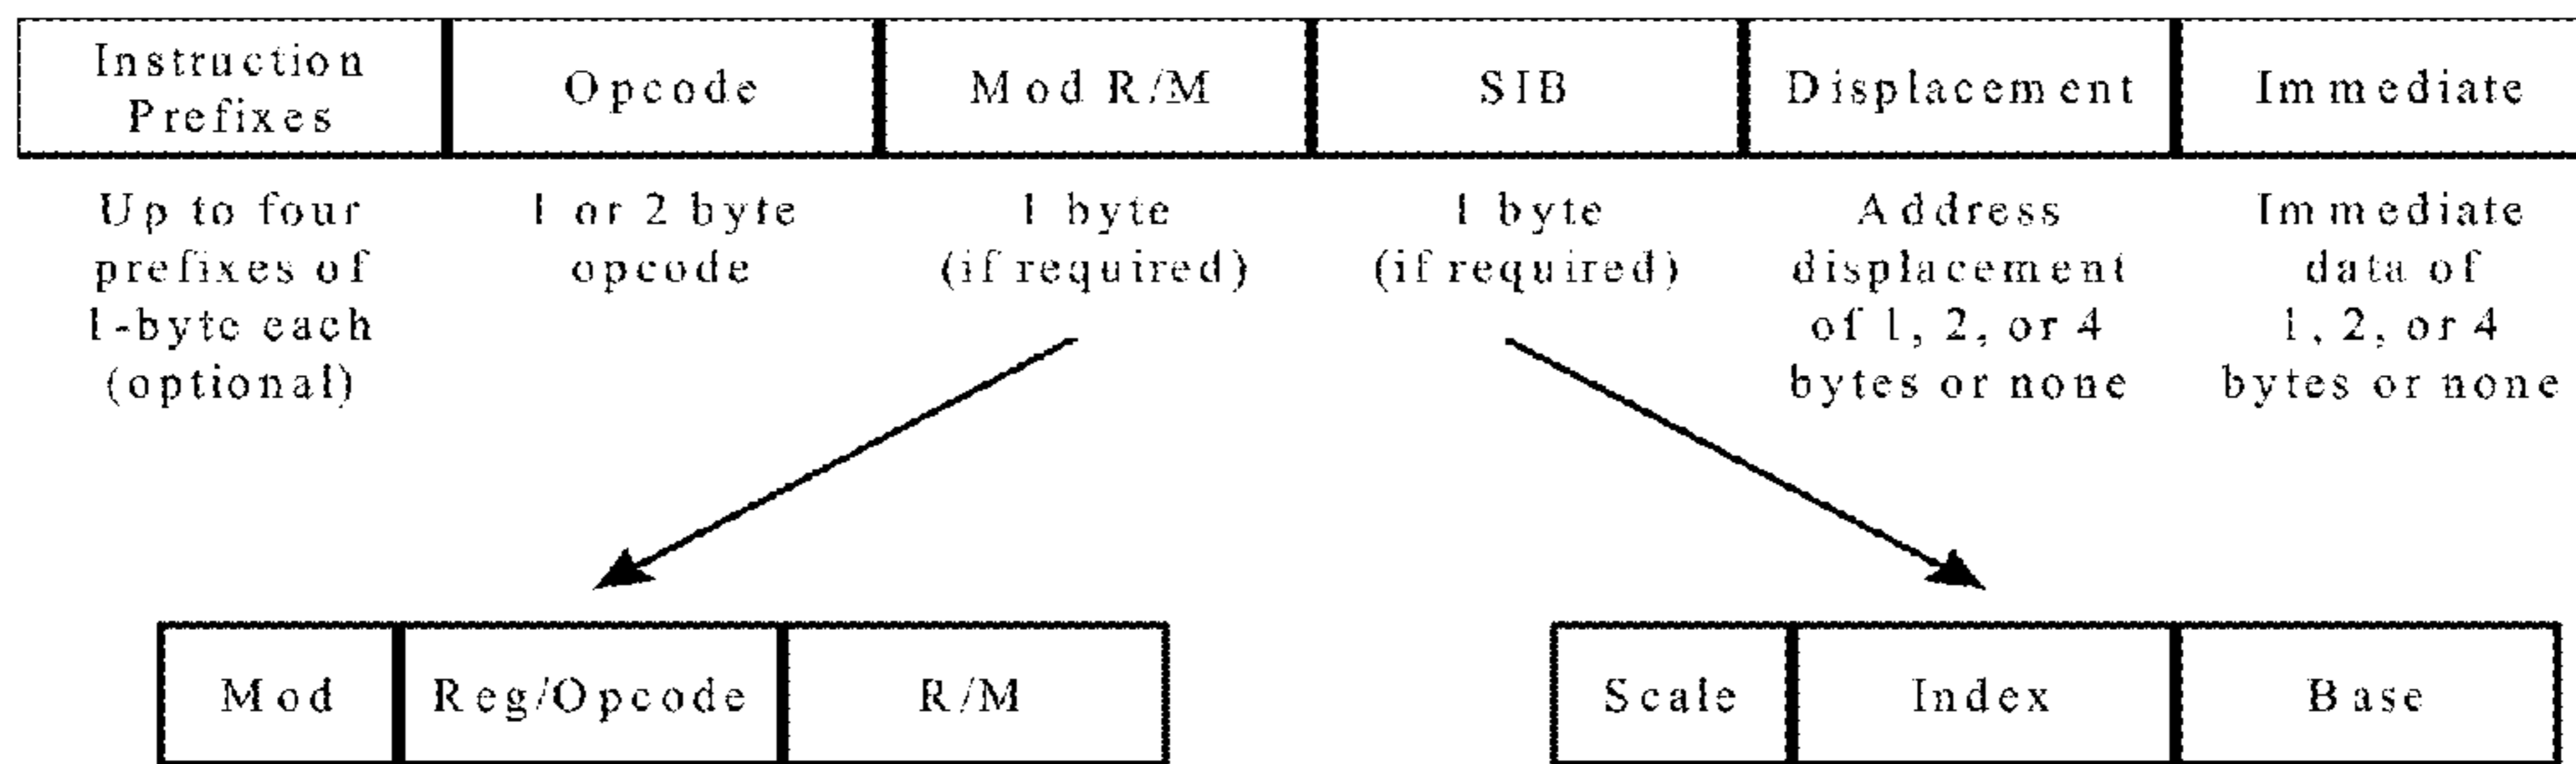 Instruction
Prefixes
Opcode
Mod R/M
SIB
Displacement
Immediate
Up to four
prefixes of
1-byte each
(optional)
1 or 2 byte
opcode
1 byte
(if required)
1 byte
(if required)
Address
displacement
of 1, 2, or 4
bytes or none
Immediate
data of
1, 2, or 4
bytes or none
Mod
Reg/Opcode
R/M
Scale
Index
Base